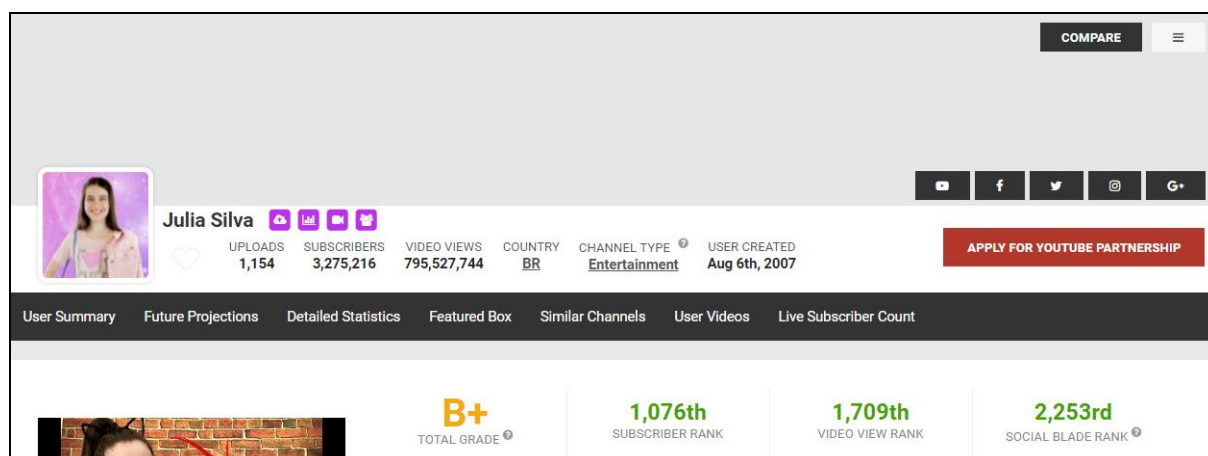 COMPARE
G+
Julia Silva
UPLOADS SUBSCRIBERS VIDEO VIEWS COUNTRY CHANNEL TYPE USER CREATED
1,154 3,275,216 795,527,744 BR Entertainment Aug 6th, 2007
APPLY FOR YOUTUBE PARTNERSHIP
User Summary Future Projections Detailed Statistics Featured Box Similar Channels User Videos Live Subscriber Count
B+ 1,076th 1,709th 2,253rd
TOTAL GRADE SUBSCRIBER RANK VIDEO VIEW RANK SOCIAL BLADE RANK